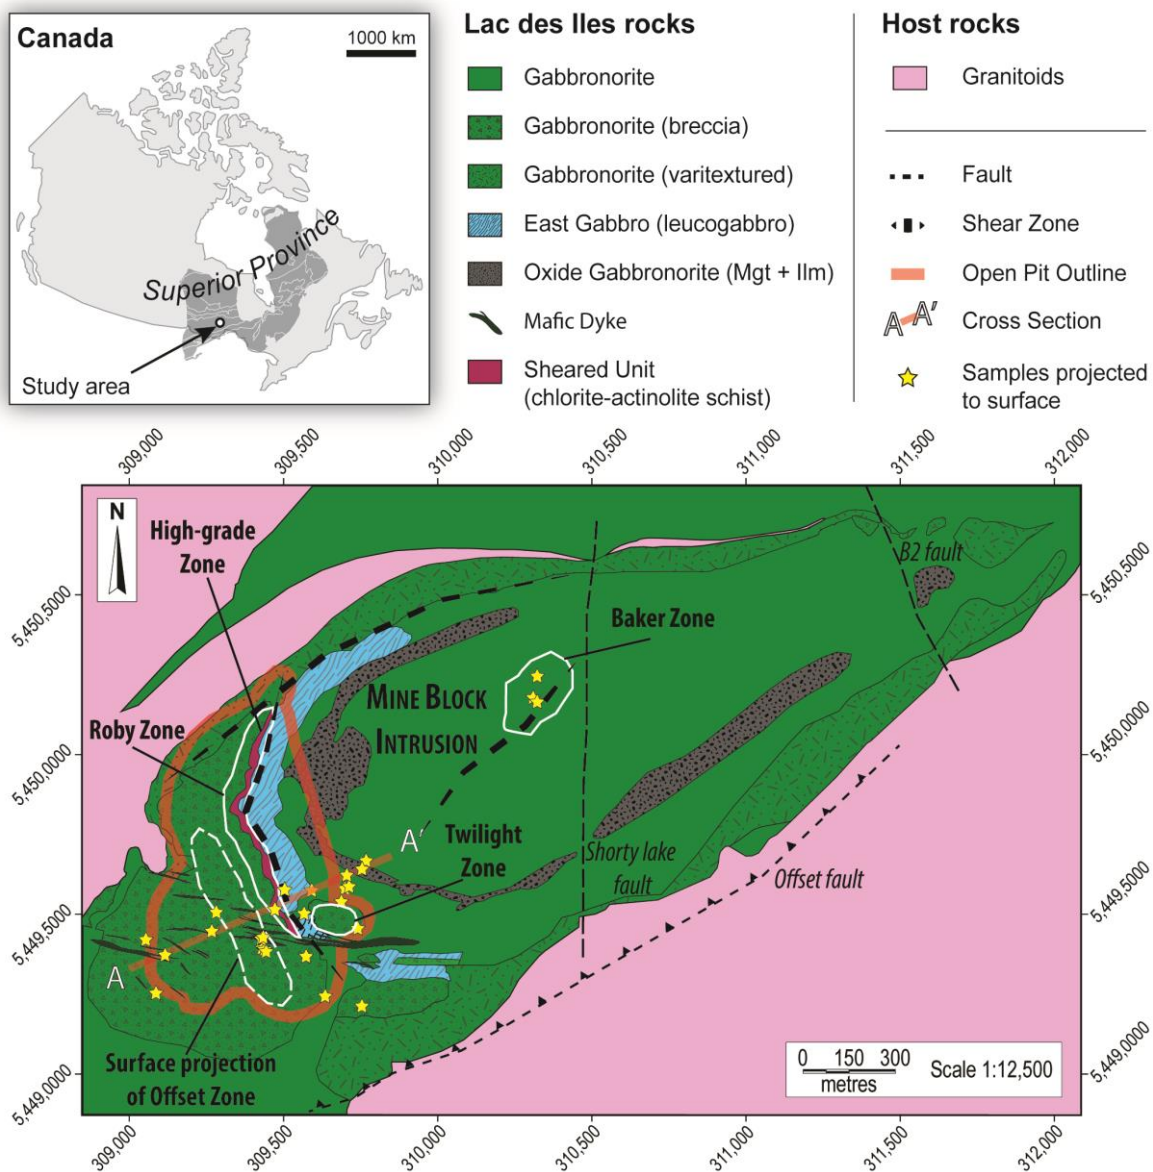 Canada
1000 km
Superior Province
Study area
Lac des Iles rocks
Gabbronorite
Gabbronorite (breccia)
Gabbronorite (varitextured)
East Gabbro (leucogabbro)
Oxide Gabbronorite (Mgt + Ilm)
Mafic Dyke
Sheared Unit
(chlorite-actinolite schist)
Host rocks
Granitoids
Fault
Shear Zone
Open Pit Outline
A A′
Cross Section
Samples projected
to surface
309,000
309,500
310,000
310,500
311,000
311,500
312,000
N
High-grade
Zone
B2 fault
5,450,5000
5,450,5000
Baker Zone
Roby Zone
MINE BLOCK
INTRUSION
5,450,0000
5,450,0000
A′
Twilight
Zone
Shorty lake
fault
Offset fault
5,449,5000
5,449,5000
A
Surface projection
of Offset Zone
0 150 300
metres
Scale 1:12,500
5,449,0000
5,449,0000
309,000
309,500
310,000
310,500
311,000
311,500
312,000